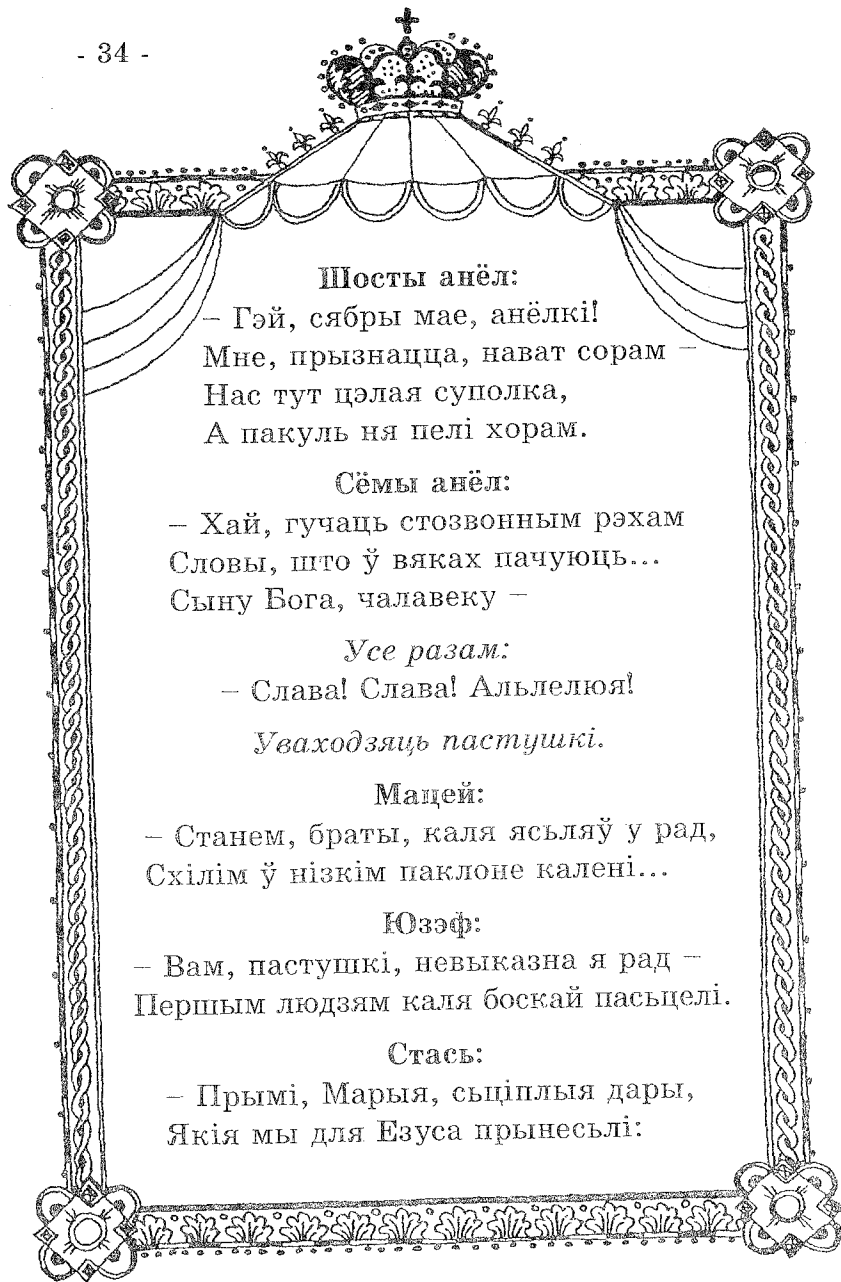 - 34 -
Шосты анёл:
– Гэй, сябры мае, анёлкі!
Мне, прызнацца, нават сорам –
Нас тут цэлая суполка,
А пакуль ня пелі хорам.
Сёмы анёл:
– Хай, гучаць стозвонным рэхам
Словы, што ў вяках пачуюць...
Сыну Бога, чалавеку –
Усе разам:
– Слава! Слава! Альлелюя!
Уваходзяць пастушкі.
Мацей:
– Станем, браты, каля ясьляў у рад,
Схілім ў нізкім паклоне калені...
Юзэф:
– Вам, пастушкі, невыказна я рад –
Першым людзям каля боскай пасьцелі.
Стась:
– Прымі, Марыя, сьціплыя дары,
Якія мы для Езуса прынесьлі: